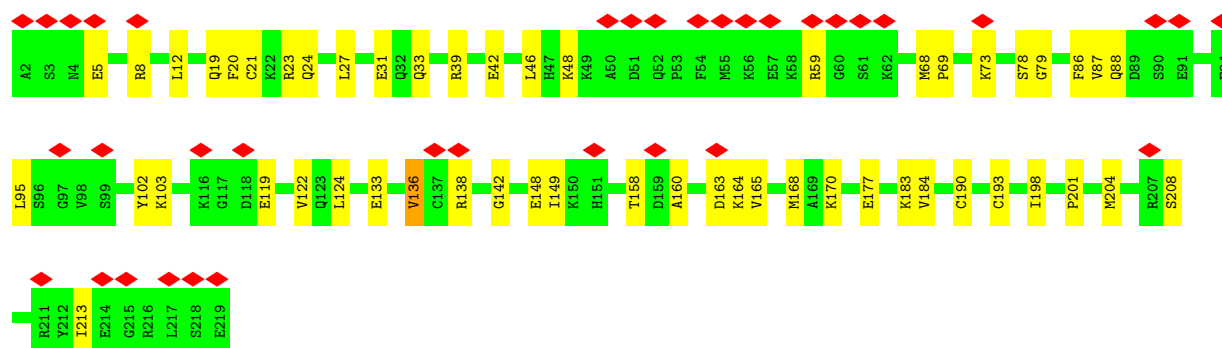 A2 S3 N4 E5 R8 L12 Q19 F20 C21 K22 R23 Q24 L27 E31 Q32 Q33 R39 E42 L46 H47 K48 K49 A50 D51 Q52 P53 F54 M55 K56 E57 K58 R59 G60 S61 K62 M68 P69 K73 S78 G79 F86 V87 Q88 D89 S90 E91
L95 S96 G97 V98 S99 Y102 K103 K116 G117 D118 E119 V122 Q123 L124 E133 V136 C137 R138 G142 E148 I149 K150 H151 T158 D159 A160 D163 K164 V165 M168 A169 K170 E177 K183 V184 C190 C193 I198 P201 M204 R207 S208
R211 Y212 I213 E214 G215 R216 L217 S218 E219